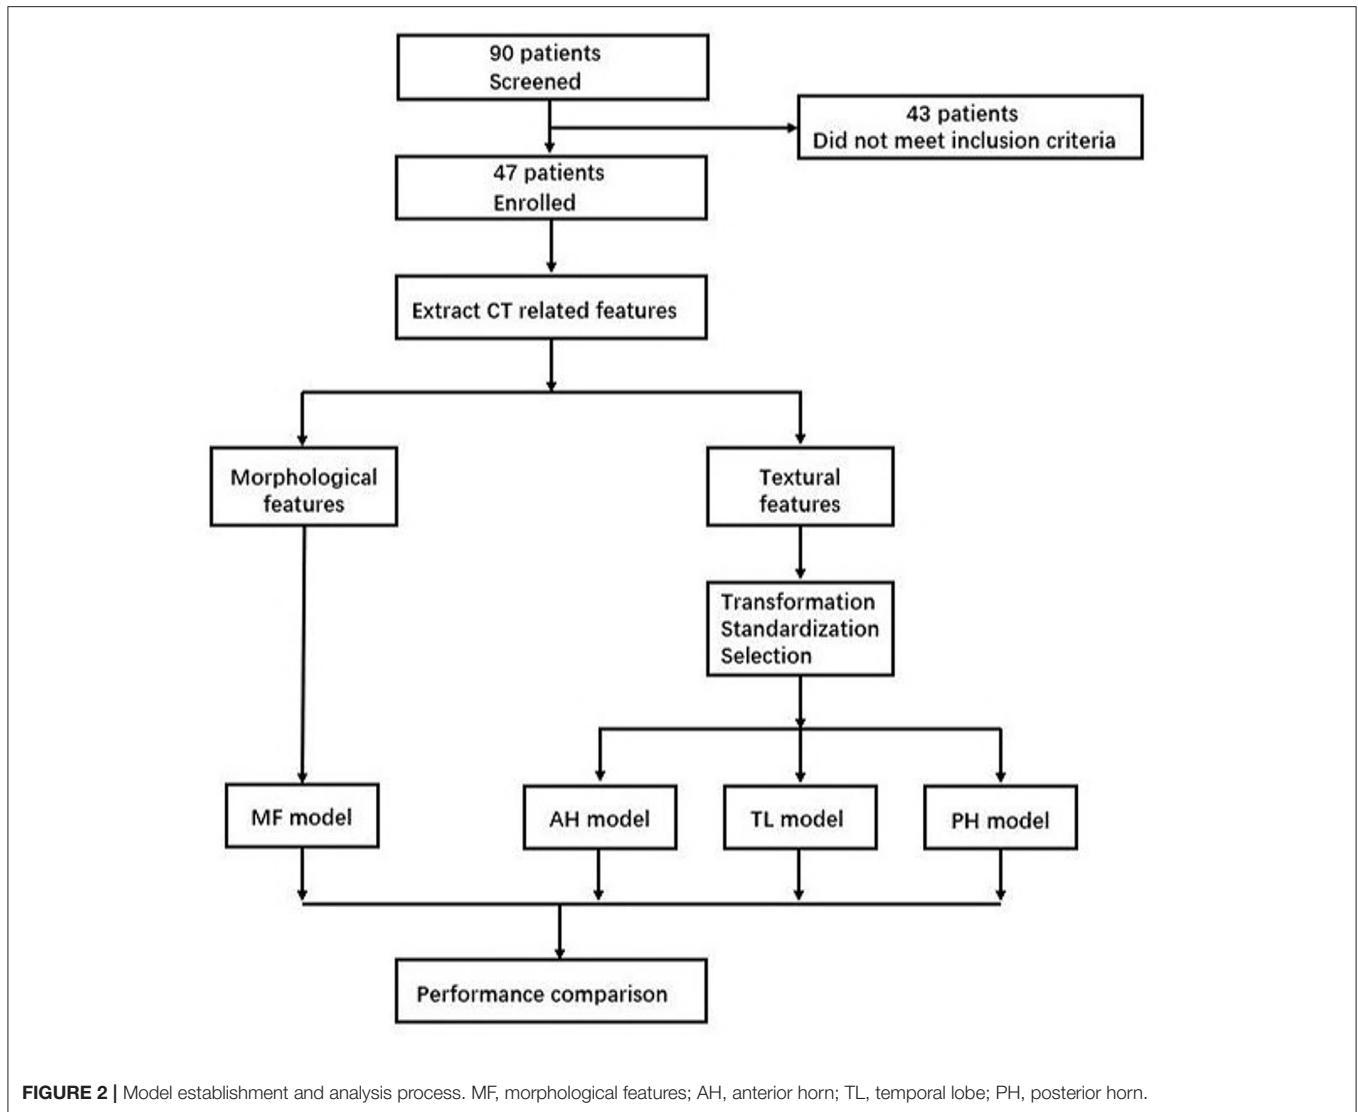 90 patients
Screened
43 patients
Did not meet inclusion criteria
47 patients
Enrolled
Extract CT related features
Morphological
features
Textural
features
Transformation
Standardization
Selection
MF model
AH model
TL model
PH model
Performance comparison
FIGURE 2 | Model establishment and analysis process. MF, morphological features; AH, anterior horn; TL, temporal lobe; PH, posterior horn.